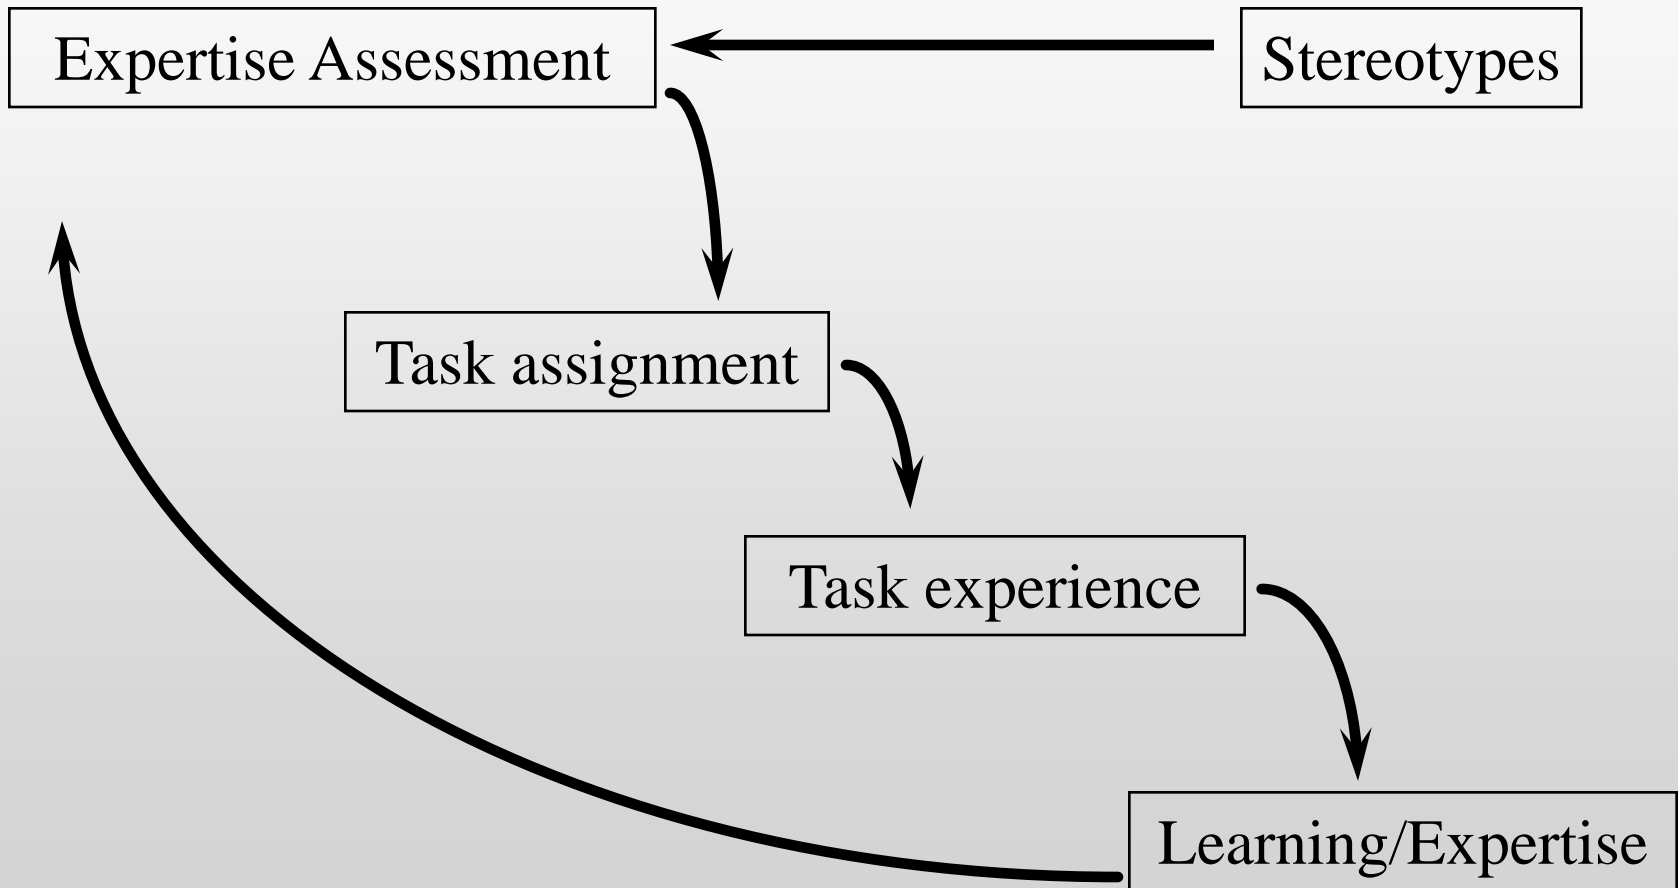 Expertise Assessment
Stereotypes
Task assignment
Task experience
Learning/Expertise